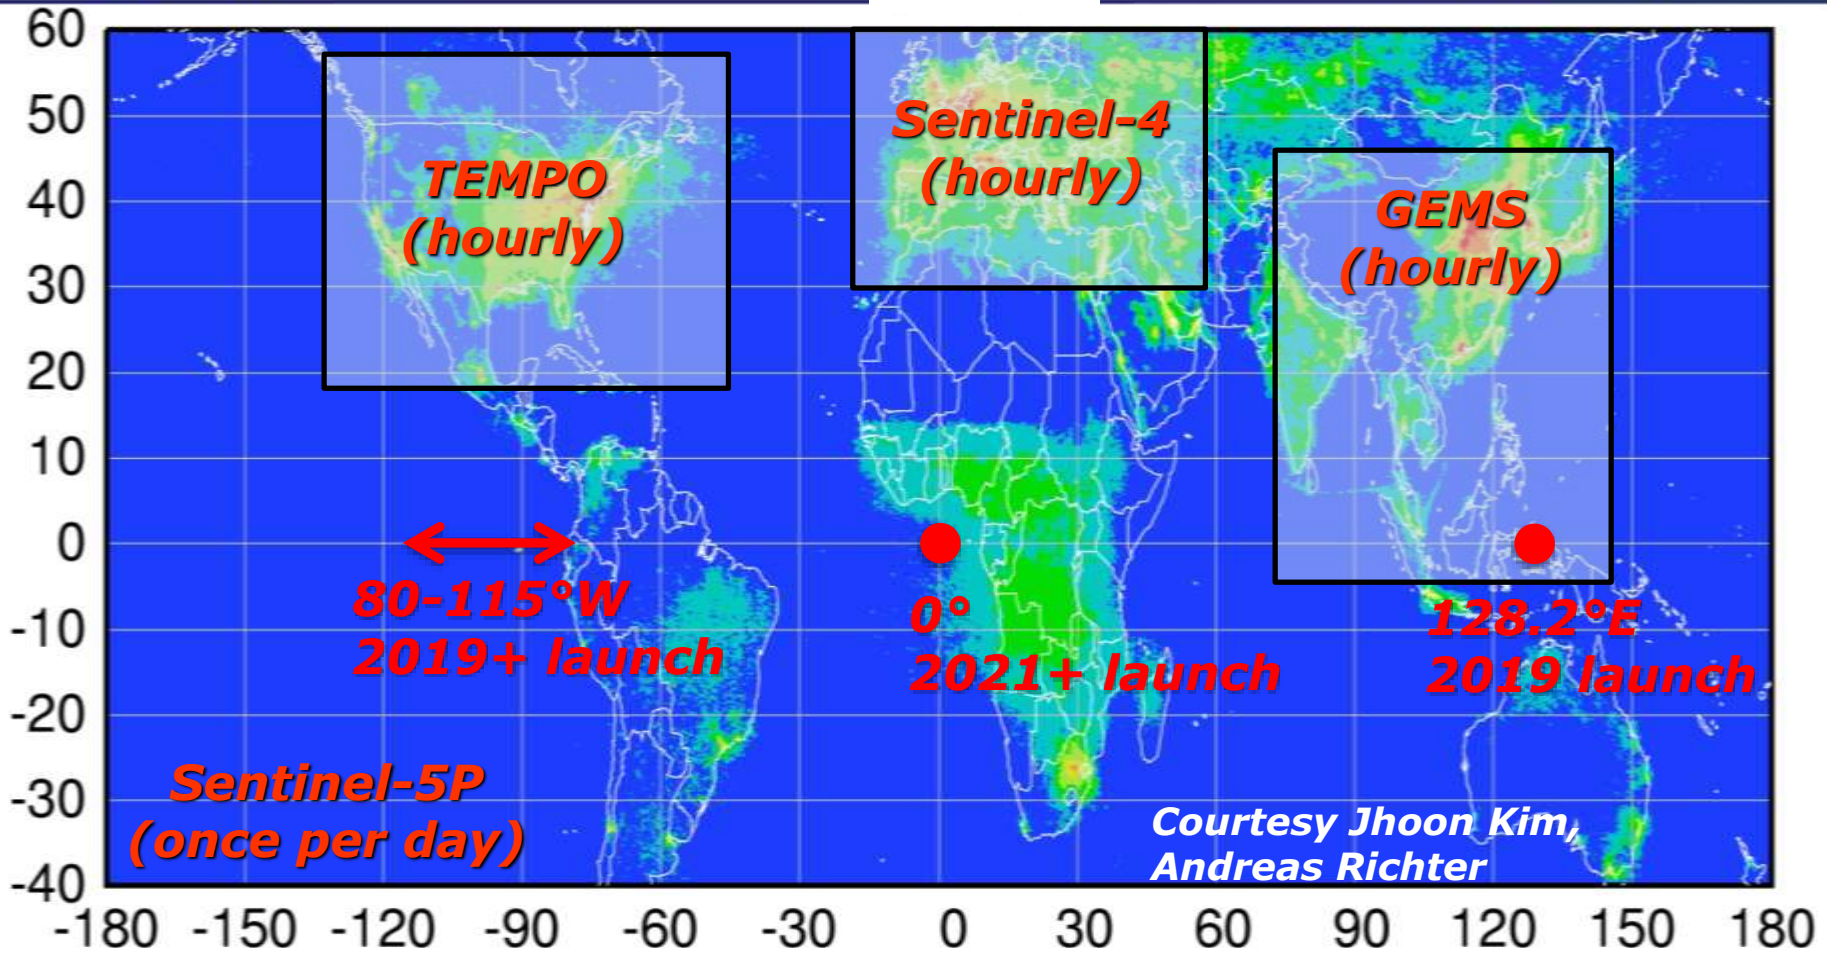 60
50
40
30
20
10
0
-10
-20
-30
-40
-180 -150 -120 -90 -60 -30 0 30 60 90 120 150 180
TEMPO
(hourly)
Sentinel-4
(hourly)
GEMS
(hourly)
80-115°W
2019+ launch
0°
2021+ launch
128.2°E
2019 launch
Sentinel-5P
(once per day)
Courtesy Jhoon Kim,
Andreas Richter